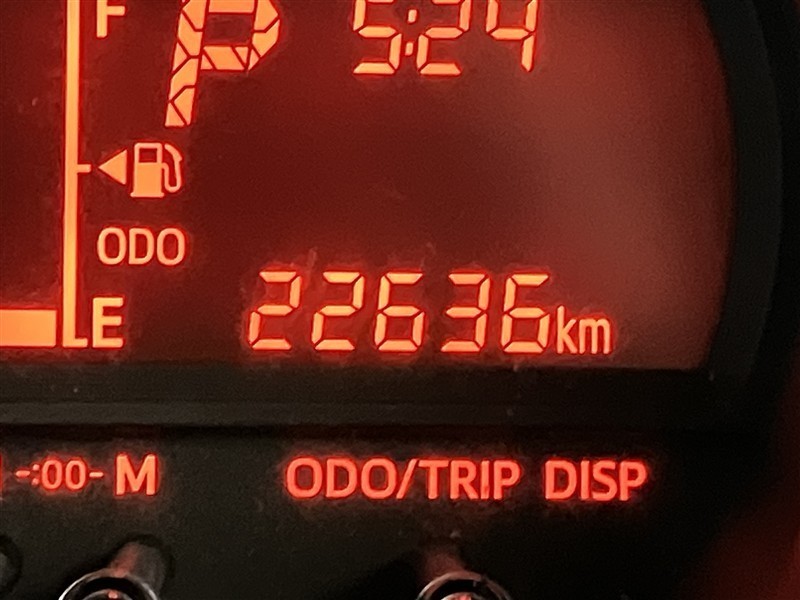 F P 5:24
ODO
E 22636km
-:00- M ODO/TRIP DISP